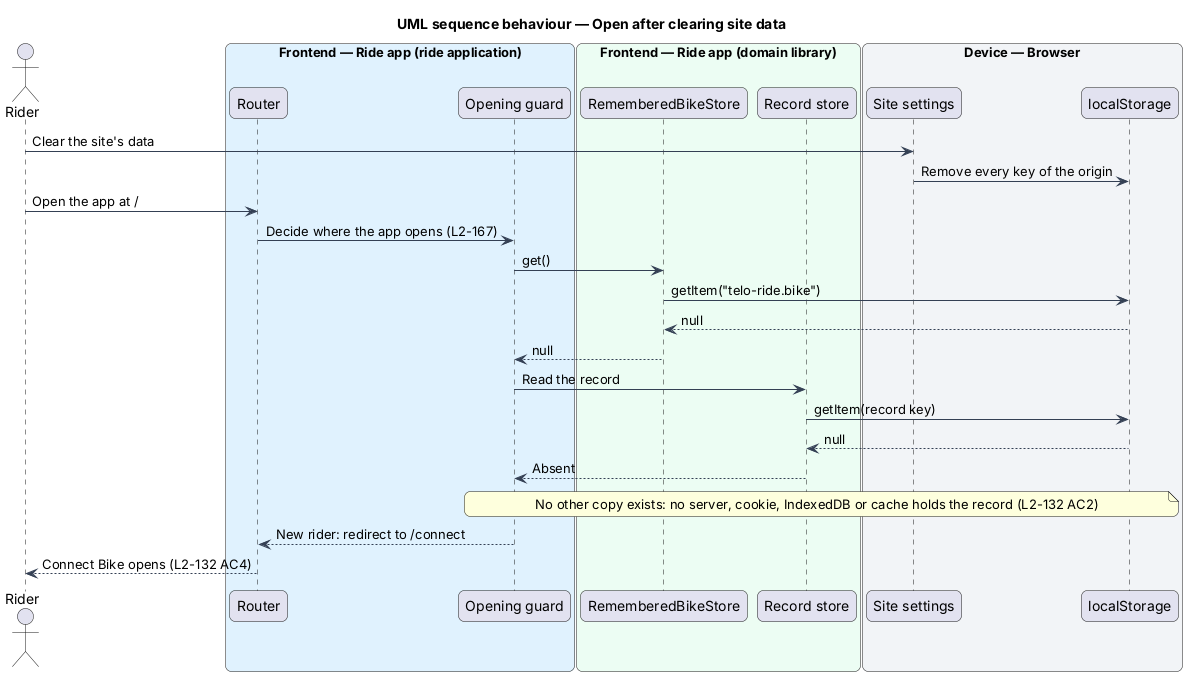 UML sequence behaviour — Open after clearing site data
Frontend — Ride app (ride application)
Frontend — Ride app (domain library)
Device — Browser
Rider
Router
Opening guard
RememberedBikeStore
Record store
Site settings
localStorage
Clear the site's data
Remove every key of the origin
Open the app at /
Decide where the app opens (L2-167)
get()
getItem("telo-ride.bike")
null
null
Read the record
getItem(record key)
null
Absent
No other copy exists: no server, cookie, IndexedDB or cache holds the record (L2-132 AC2)
New rider: redirect to /connect
Connect Bike opens (L2-132 AC4)
Rider
Router
Opening guard
RememberedBikeStore
Record store
Site settings
localStorage